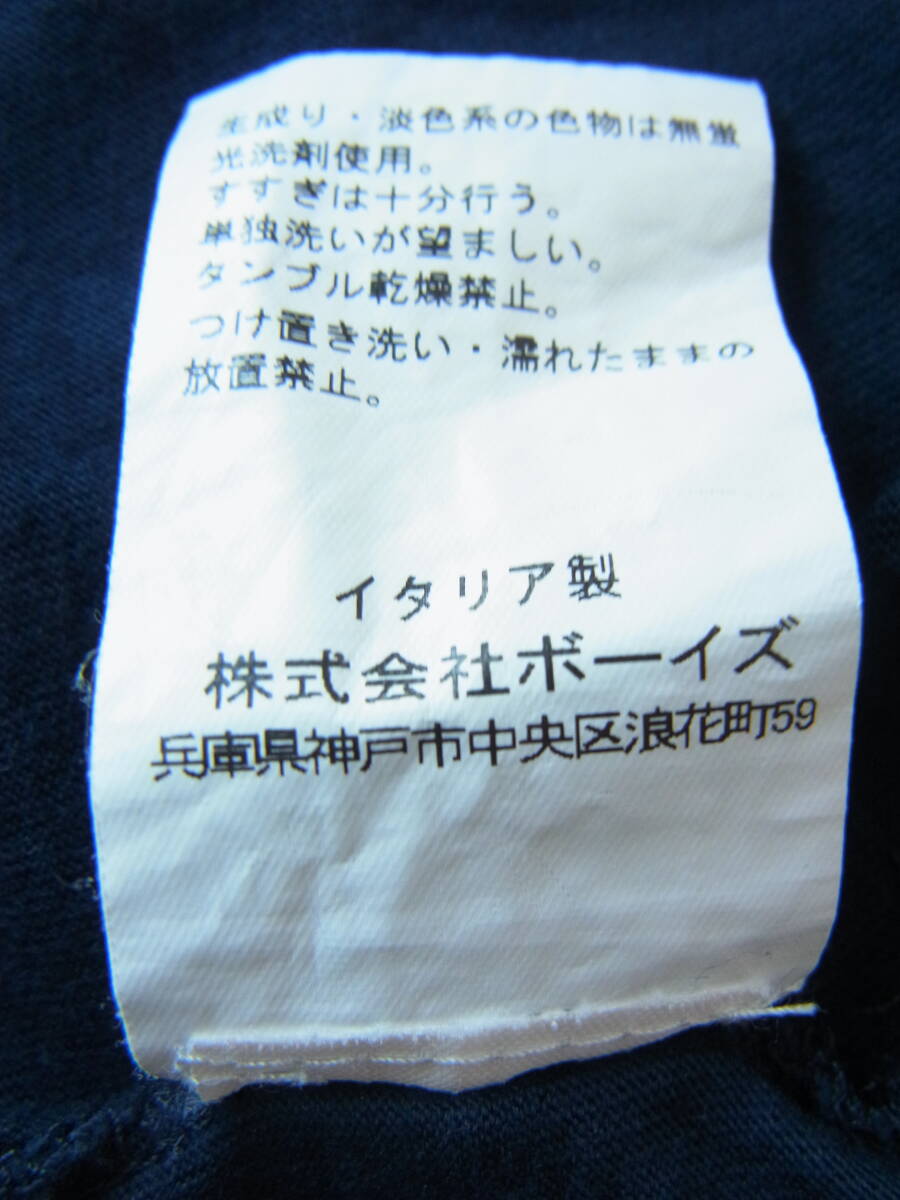 生成り・淡色系の色物は無蛍
光洗剤使用。
すすぎは十分行う。
単独洗いが望ましい。
タンブル乾燥禁止。
つけ置き洗い・濡れたままの
放置禁止。
イタリア製
株式会社ボーイズ
兵庫県神戸市中央区浪花町59